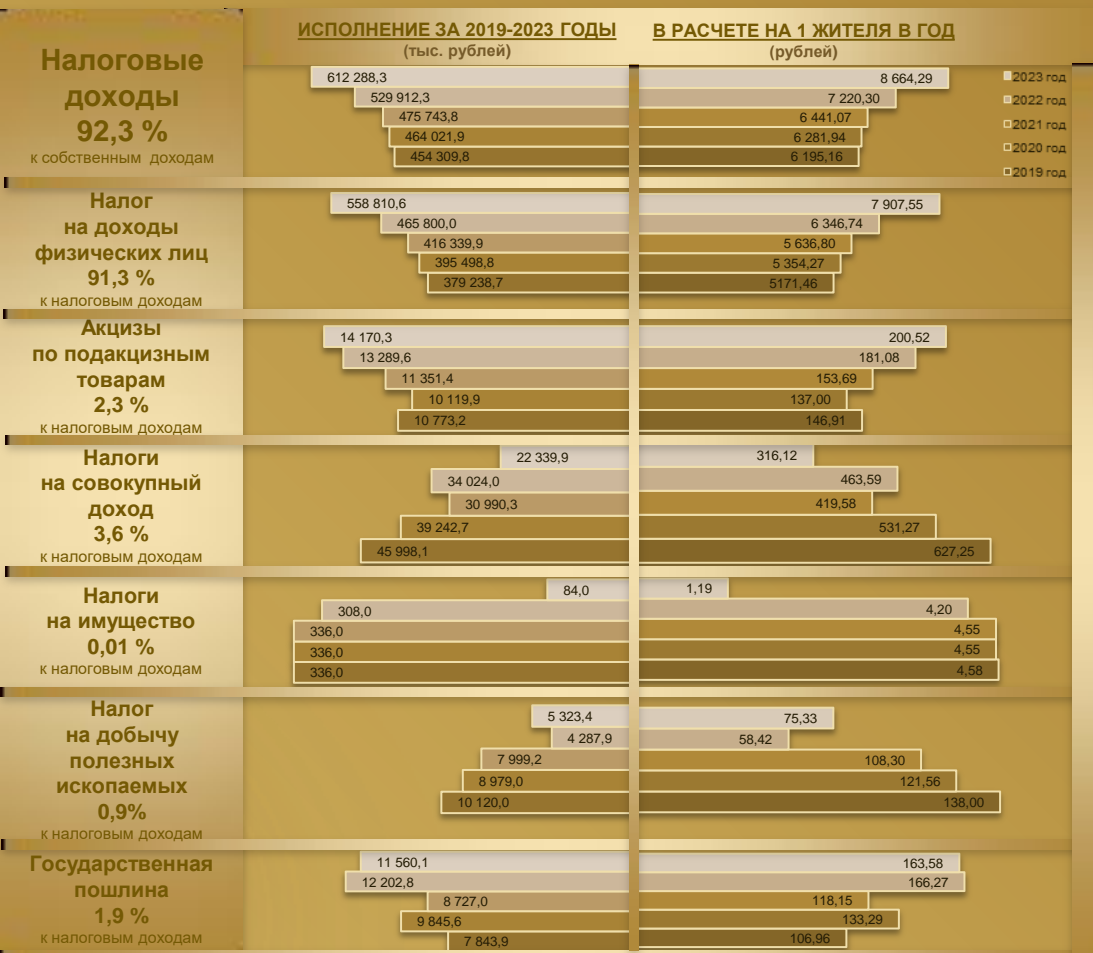 ИСПОЛНЕНИЕ ЗА 2019-2023 ГОДЫ
(тыс. рублей)
В РАСЧЕТЕ НА 1 ЖИТЕЛЯ В ГОД
(рублей)
Налоговые
доходы
92,3 %
к собственным доходам
612 288,3
529 912,3
475 743,8
464 021,9
454 309,8
8 664,29
7 220,30
6 441,07
6 281,94
6 195,16
2023 год
2022 год
2021 год
2020 год
2019 год
Налог
на доходы
физических лиц
91,3 %
к налоговым доходам
558 810,6
465 800,0
416 339,9
395 498,8
379 238,7
7 907,55
6 346,74
5 636,80
5 354,27
5171,46
Акцизы
по подакцизным
товарам
2,3 %
к налоговым доходам
14 170,3
13 289,6
11 351,4
10 119,9
10 773,2
200,52
181,08
153,69
137,00
146,91
Налоги
на совокупный
доход
3,6 %
к налоговым доходам
22 339,9
34 024,0
30 990,3
39 242,7
45 998,1
316,12
463,59
419,58
531,27
627,25
Налоги
на имущество
0,01 %
к налоговым доходам
84,0
308,0
336,0
336,0
336,0
1,19
4,20
4,55
4,55
4,58
Налог
на добычу
полезных
ископаемых
0,9%
к налоговым доходам
5 323,4
4 287,9
7 999,2
8 979,0
10 120,0
75,33
58,42
108,30
121,56
138,00
Государственная
пошлина
1,9 %
к налоговым доходам
11 560,1
12 202,8
8 727,0
9 845,6
7 843,9
163,58
166,27
118,15
133,29
106,96